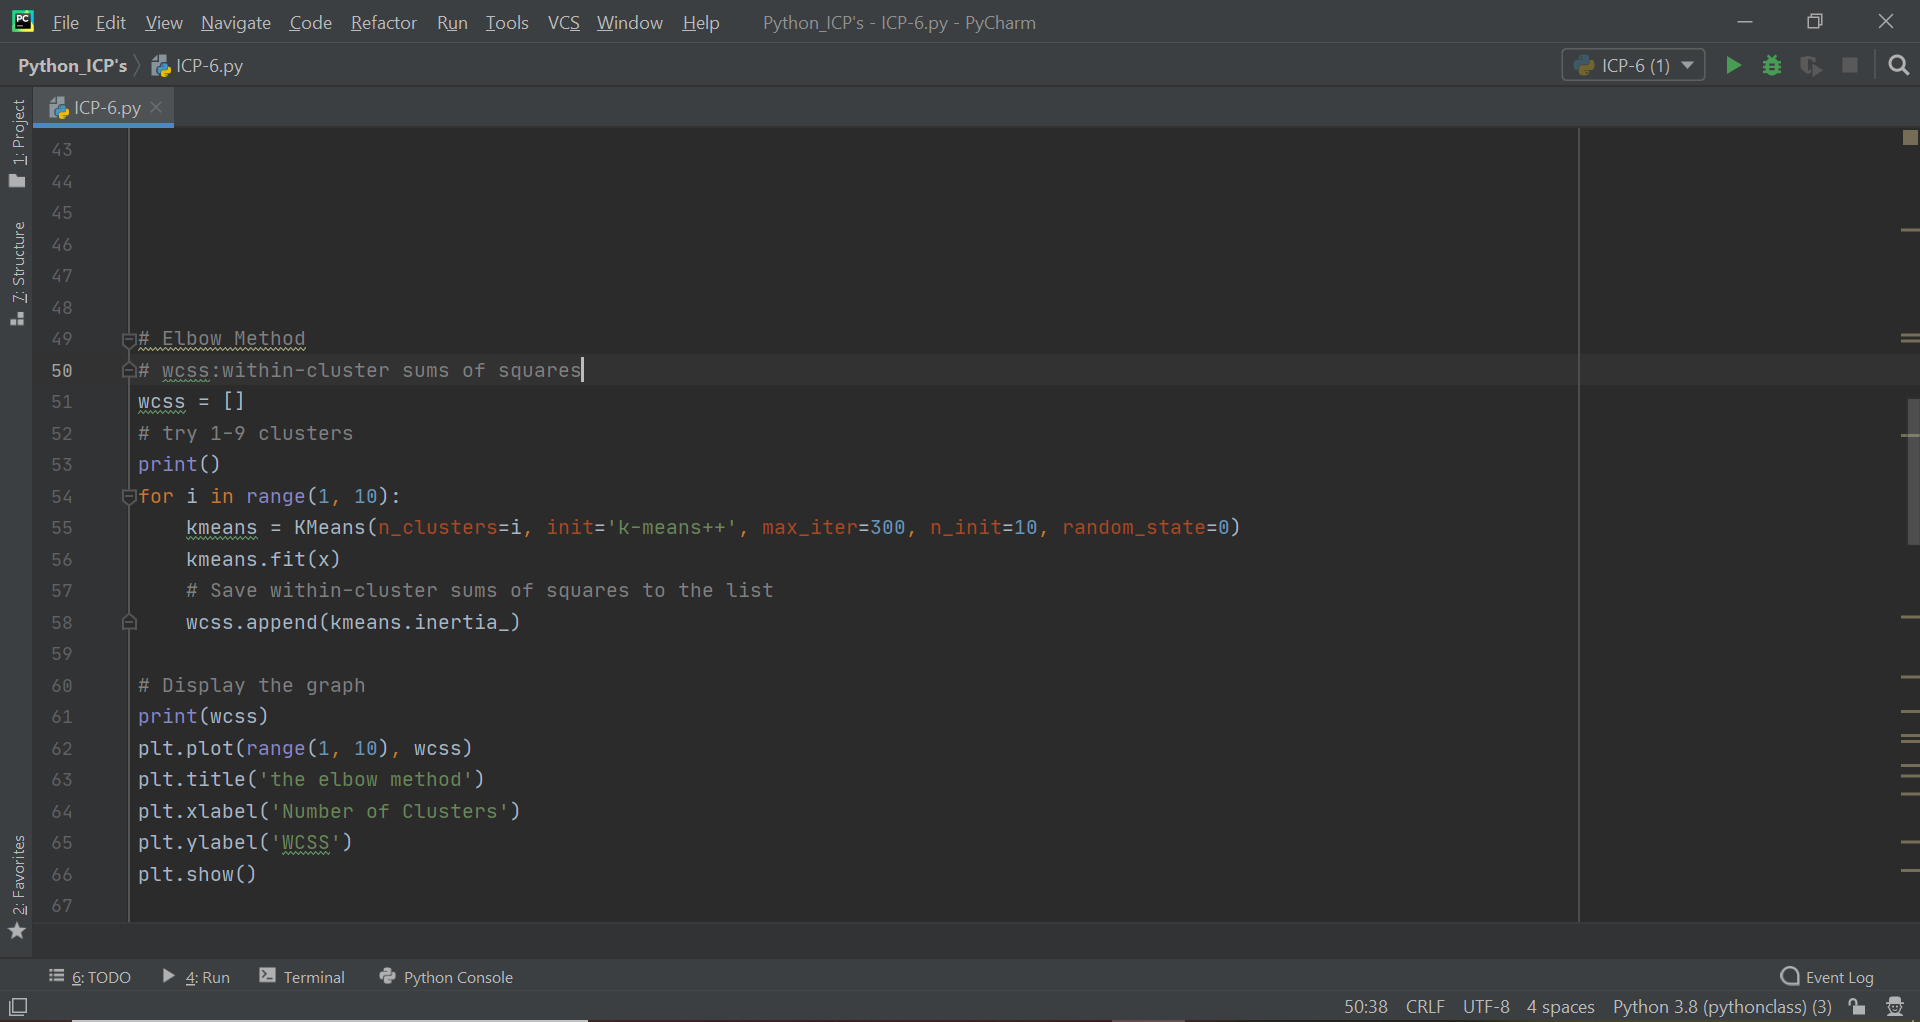 PC File Edit View Navigate Code Refactor Run Tools VCS Window Help Python_ICP's - ICP-6.py - PyCharm
Python_ICP's ICP-6.py ICP-6 (1)
ICP-6.py
1: Project
7: Structure
2: Favorites
43
44
45
46
47
48
49 # Elbow Method
50 # wcss:within-cluster sums of squares
51 wcss = []
52 # try 1-9 clusters
53 print()
54 for i in range(1, 10):
55     kmeans = KMeans(n_clusters=i, init='k-means++', max_iter=300, n_init=10, random_state=0)
56     kmeans.fit(x)
57     # Save within-cluster sums of squares to the list
58     wcss.append(kmeans.inertia_)
59
60 # Display the graph
61 print(wcss)
62 plt.plot(range(1, 10), wcss)
63 plt.title('the elbow method')
64 plt.xlabel('Number of Clusters')
65 plt.ylabel('WCSS')
66 plt.show()
67
6: TODO 4: Run Terminal Python Console Event Log
50:38 CRLF UTF-8 4 spaces Python 3.8 (pythonclass) (3)